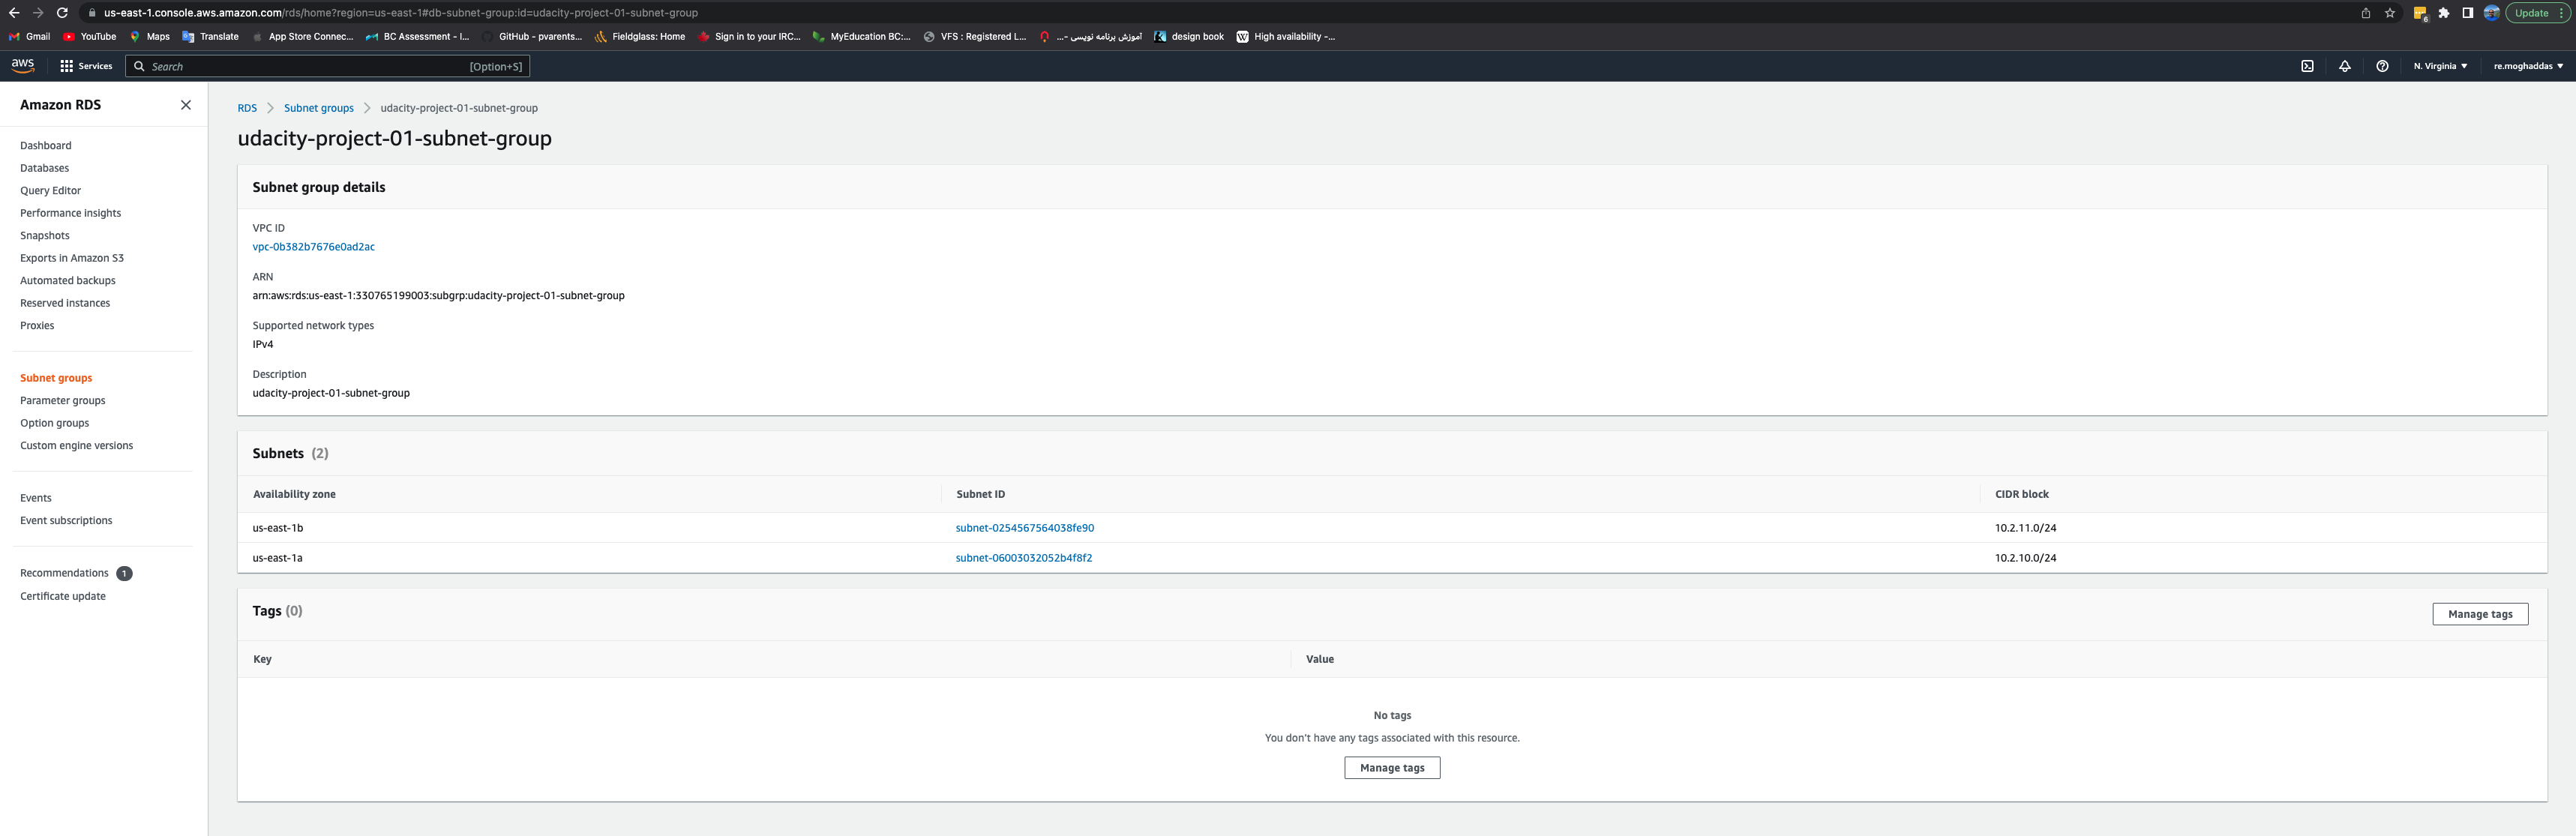 us-east-1.console.aws.amazon.com/rds/home?region=us-east-1#db-subnet-group:id=udacity-project-01-subnet-group
6
Update
Gmail YouTube Maps Translate App Store Connec... BC Assessment - I... GitHub - pvarents... Fieldglass: Home Sign in to your IRC... MyEducation BC:... VFS : Registered L... آموزش برنامه نویسی -... design book High availability -...
aws Services Search [Option+S] N. Virginia re.moghaddas
Amazon RDS
Dashboard
Databases
Query Editor
Performance insights
Snapshots
Exports in Amazon S3
Automated backups
Reserved instances
Proxies
Subnet groups
Parameter groups
Option groups
Custom engine versions
Events
Event subscriptions
Recommendations 1
Certificate update
RDS Subnet groups udacity-project-01-subnet-group
udacity-project-01-subnet-group
Subnet group details
VPC ID
vpc-0b382b7676e0ad2ac
ARN
arn:aws:rds:us-east-1:330765199003:subgrp:udacity-project-01-subnet-group
Supported network types
IPv4
Description
udacity-project-01-subnet-group
Subnets (2)
Availability zone Subnet ID CIDR block
us-east-1b subnet-0254567564038fe90 10.2.11.0/24
us-east-1a subnet-06003032052b4f8f2 10.2.10.0/24
Tags (0)
Manage tags
Key Value
No tags
You don't have any tags associated with this resource.
Manage tags